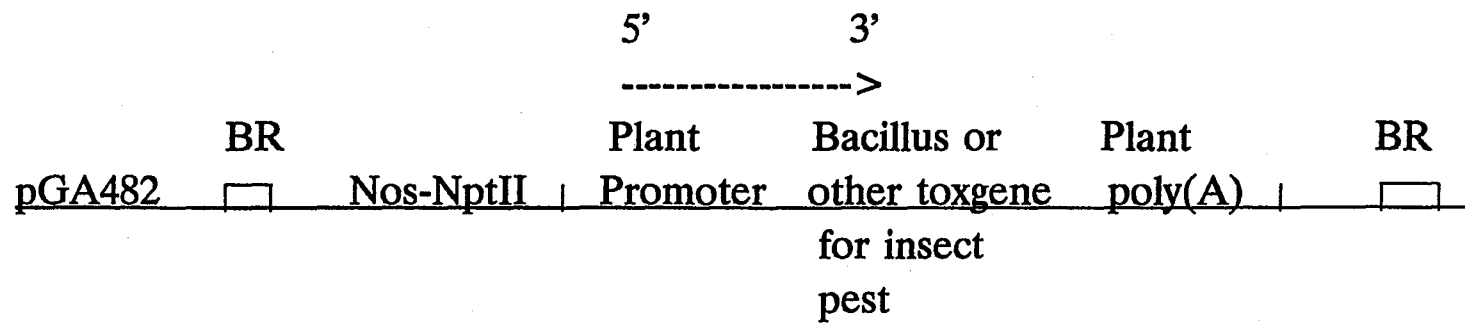 5’ 3’
---------------->
BR Plant Bacillus or Plant BR
pGA482 Nos-NptII Promoter other toxgene poly(A)
for insect
pest